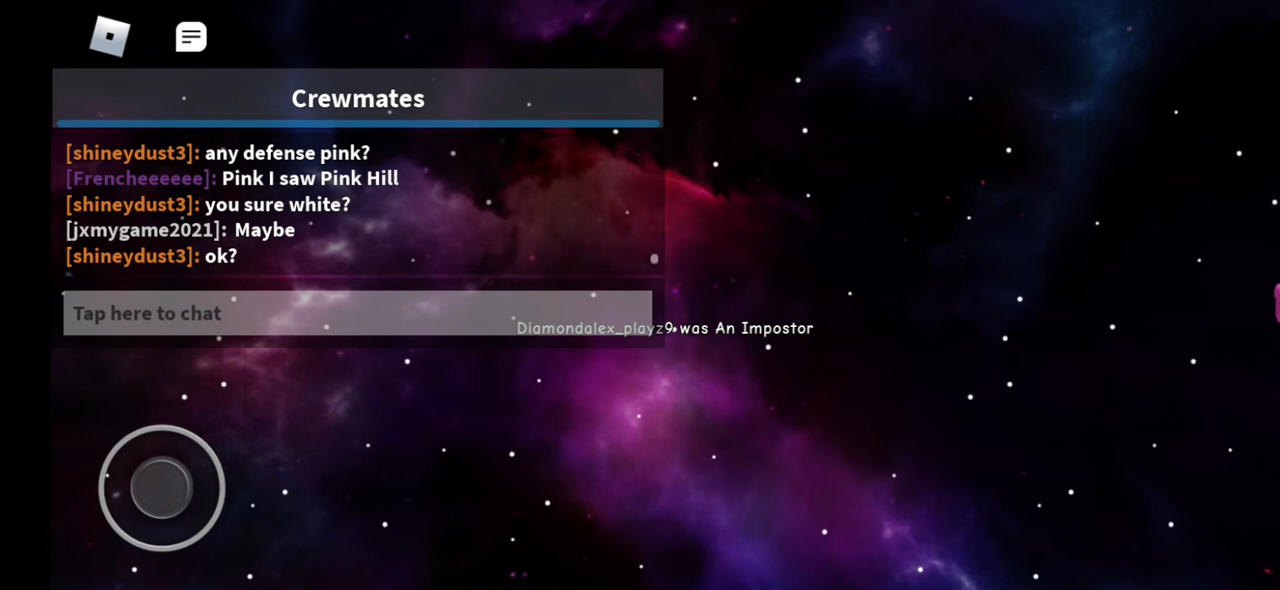 Crewmates
[shineydust3]: any defense pink?
[Frencheeeeee]: Pink I saw Pink Hill
[shineydust3]: you sure white?
[jxmygame2021]: Maybe
[shineydust3]: ok?
Tap here to chat
Diamondalex_playz9 was An Impostor